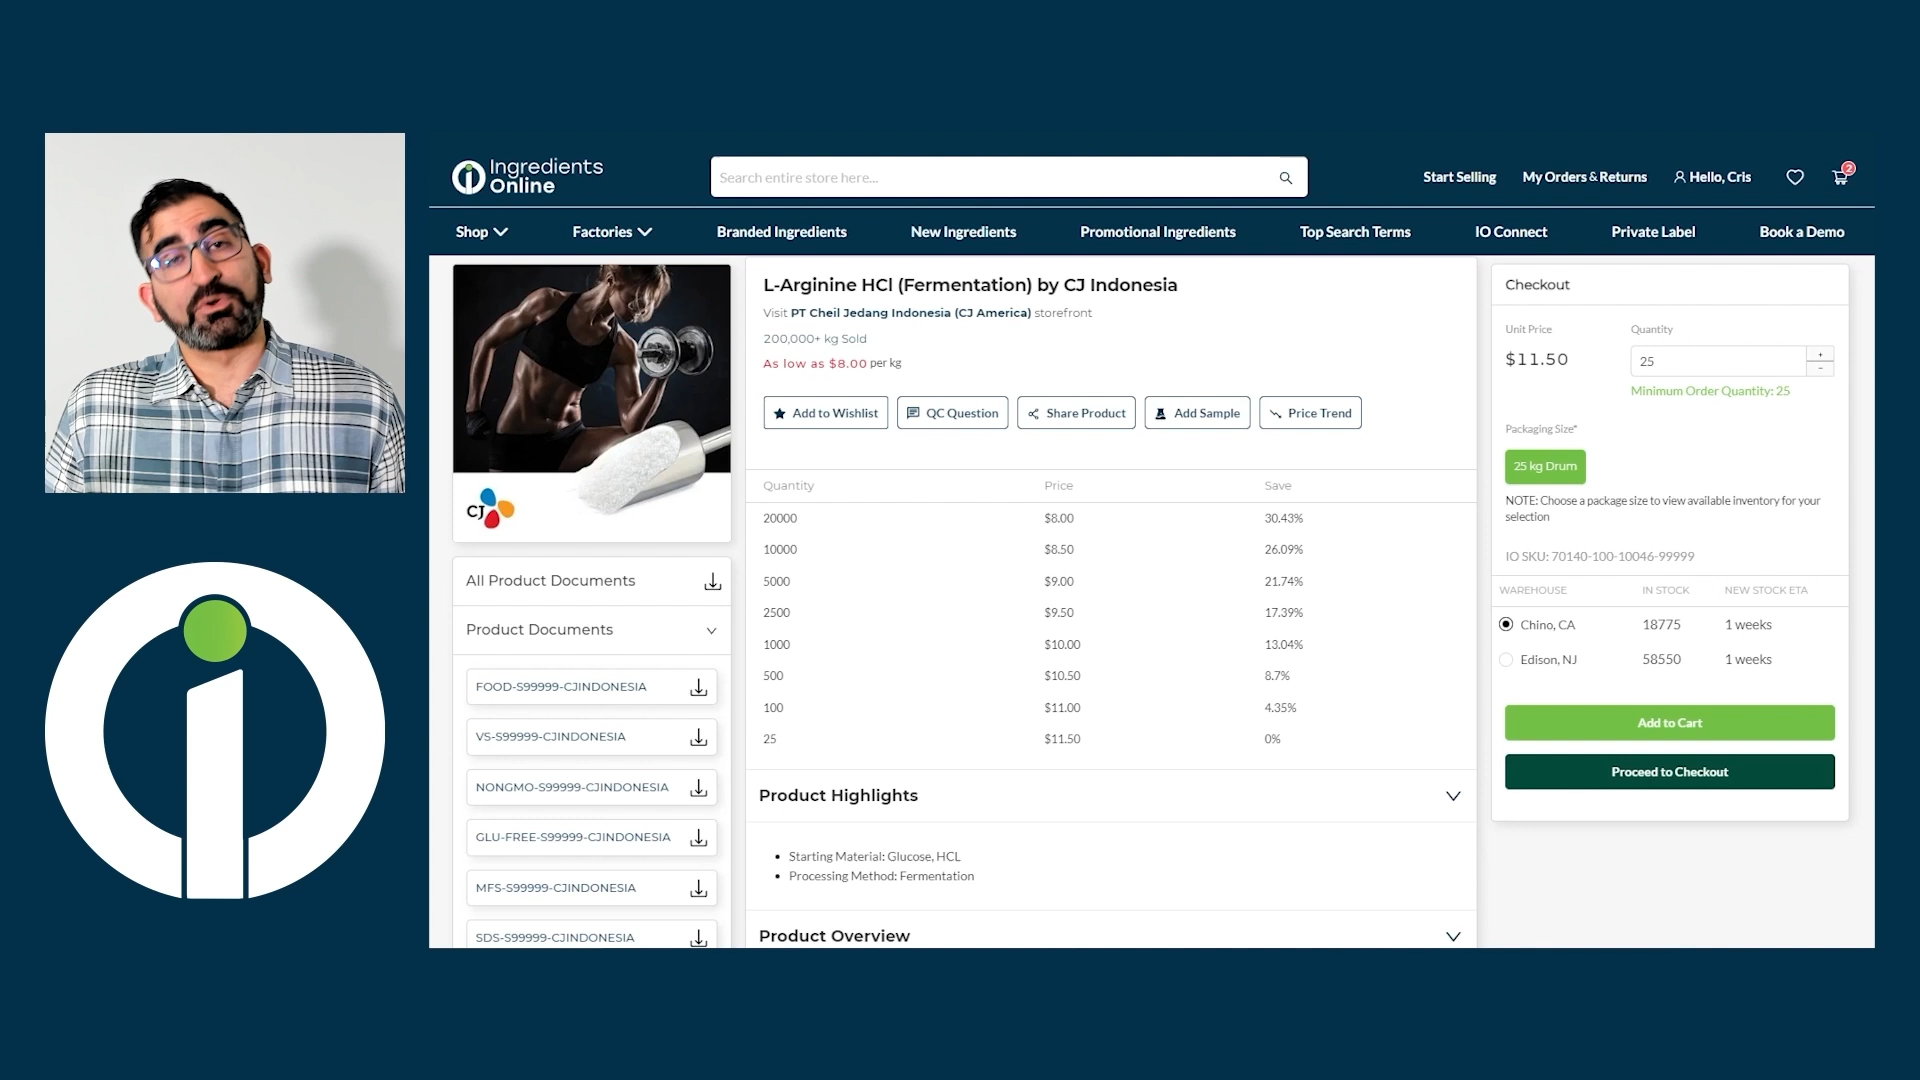 Ingredients
Online
Search entire store here...
Start Selling
My Orders & Returns
Hello, Cris
2
Shop
Factories
Branded Ingredients
New Ingredients
Promotional Ingredients
Top Search Terms
IO Connect
Private Label
Book a Demo
CJ
All Product Documents
Product Documents
FOOD-S99999-CJINDONESIA
VS-S99999-CJINDONESIA
NONGMO-S99999-CJINDONESIA
GLU-FREE-S99999-CJINDONESIA
MFS-S99999-CJINDONESIA
SDS-S99999-CJINDONESIA
L-Arginine HCl (Fermentation) by CJ Indonesia
Visit PT Cheil Jedang Indonesia (CJ America) storefront
200,000+ kg Sold
As low as $8.00 per kg
Add to Wishlist
QC Question
Share Product
Add Sample
Price Trend
Quantity Price Save
20000 $8.00 30.43%
10000 $8.50 26.09%
5000 $9.00 21.74%
2500 $9.50 17.39%
1000 $10.00 13.04%
500 $10.50 8.7%
100 $11.00 4.35%
25 $11.50 0%
Product Highlights
• Starting Material: Glucose, HCL
• Processing Method: Fermentation
Product Overview
Checkout
Unit Price Quantity
$11.50 25
+
-
Minimum Order Quantity: 25
Packaging Size*
25 kg Drum
NOTE: Choose a package size to view available inventory for your
selection
IO SKU: 70140-100-10046-99999
WAREHOUSE IN STOCK NEW STOCK ETA
Chino, CA 18775 1 weeks
Edison, NJ 58550 1 weeks
Add to Cart
Proceed to Checkout